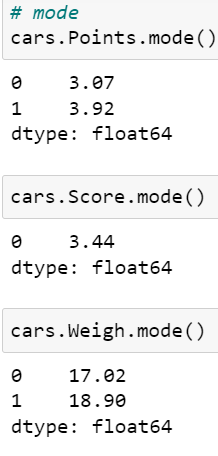 # mode
cars.Points.mode()
0    3.07
1    3.92
dtype: float64
cars.Score.mode()
0    3.44
dtype: float64
cars.Weigh.mode()
0    17.02
1    18.90
dtype: float64